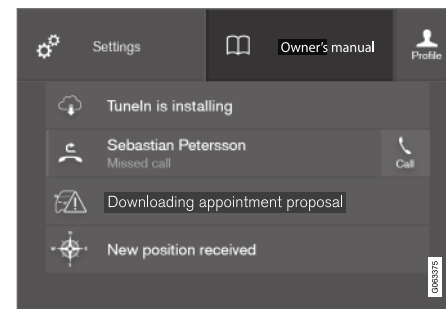 Settings
Owner's manual
Profile
TuneIn is installing
Sebastian Petersson
Missed call
Call
Downloading appointment proposal
New position received
G063375